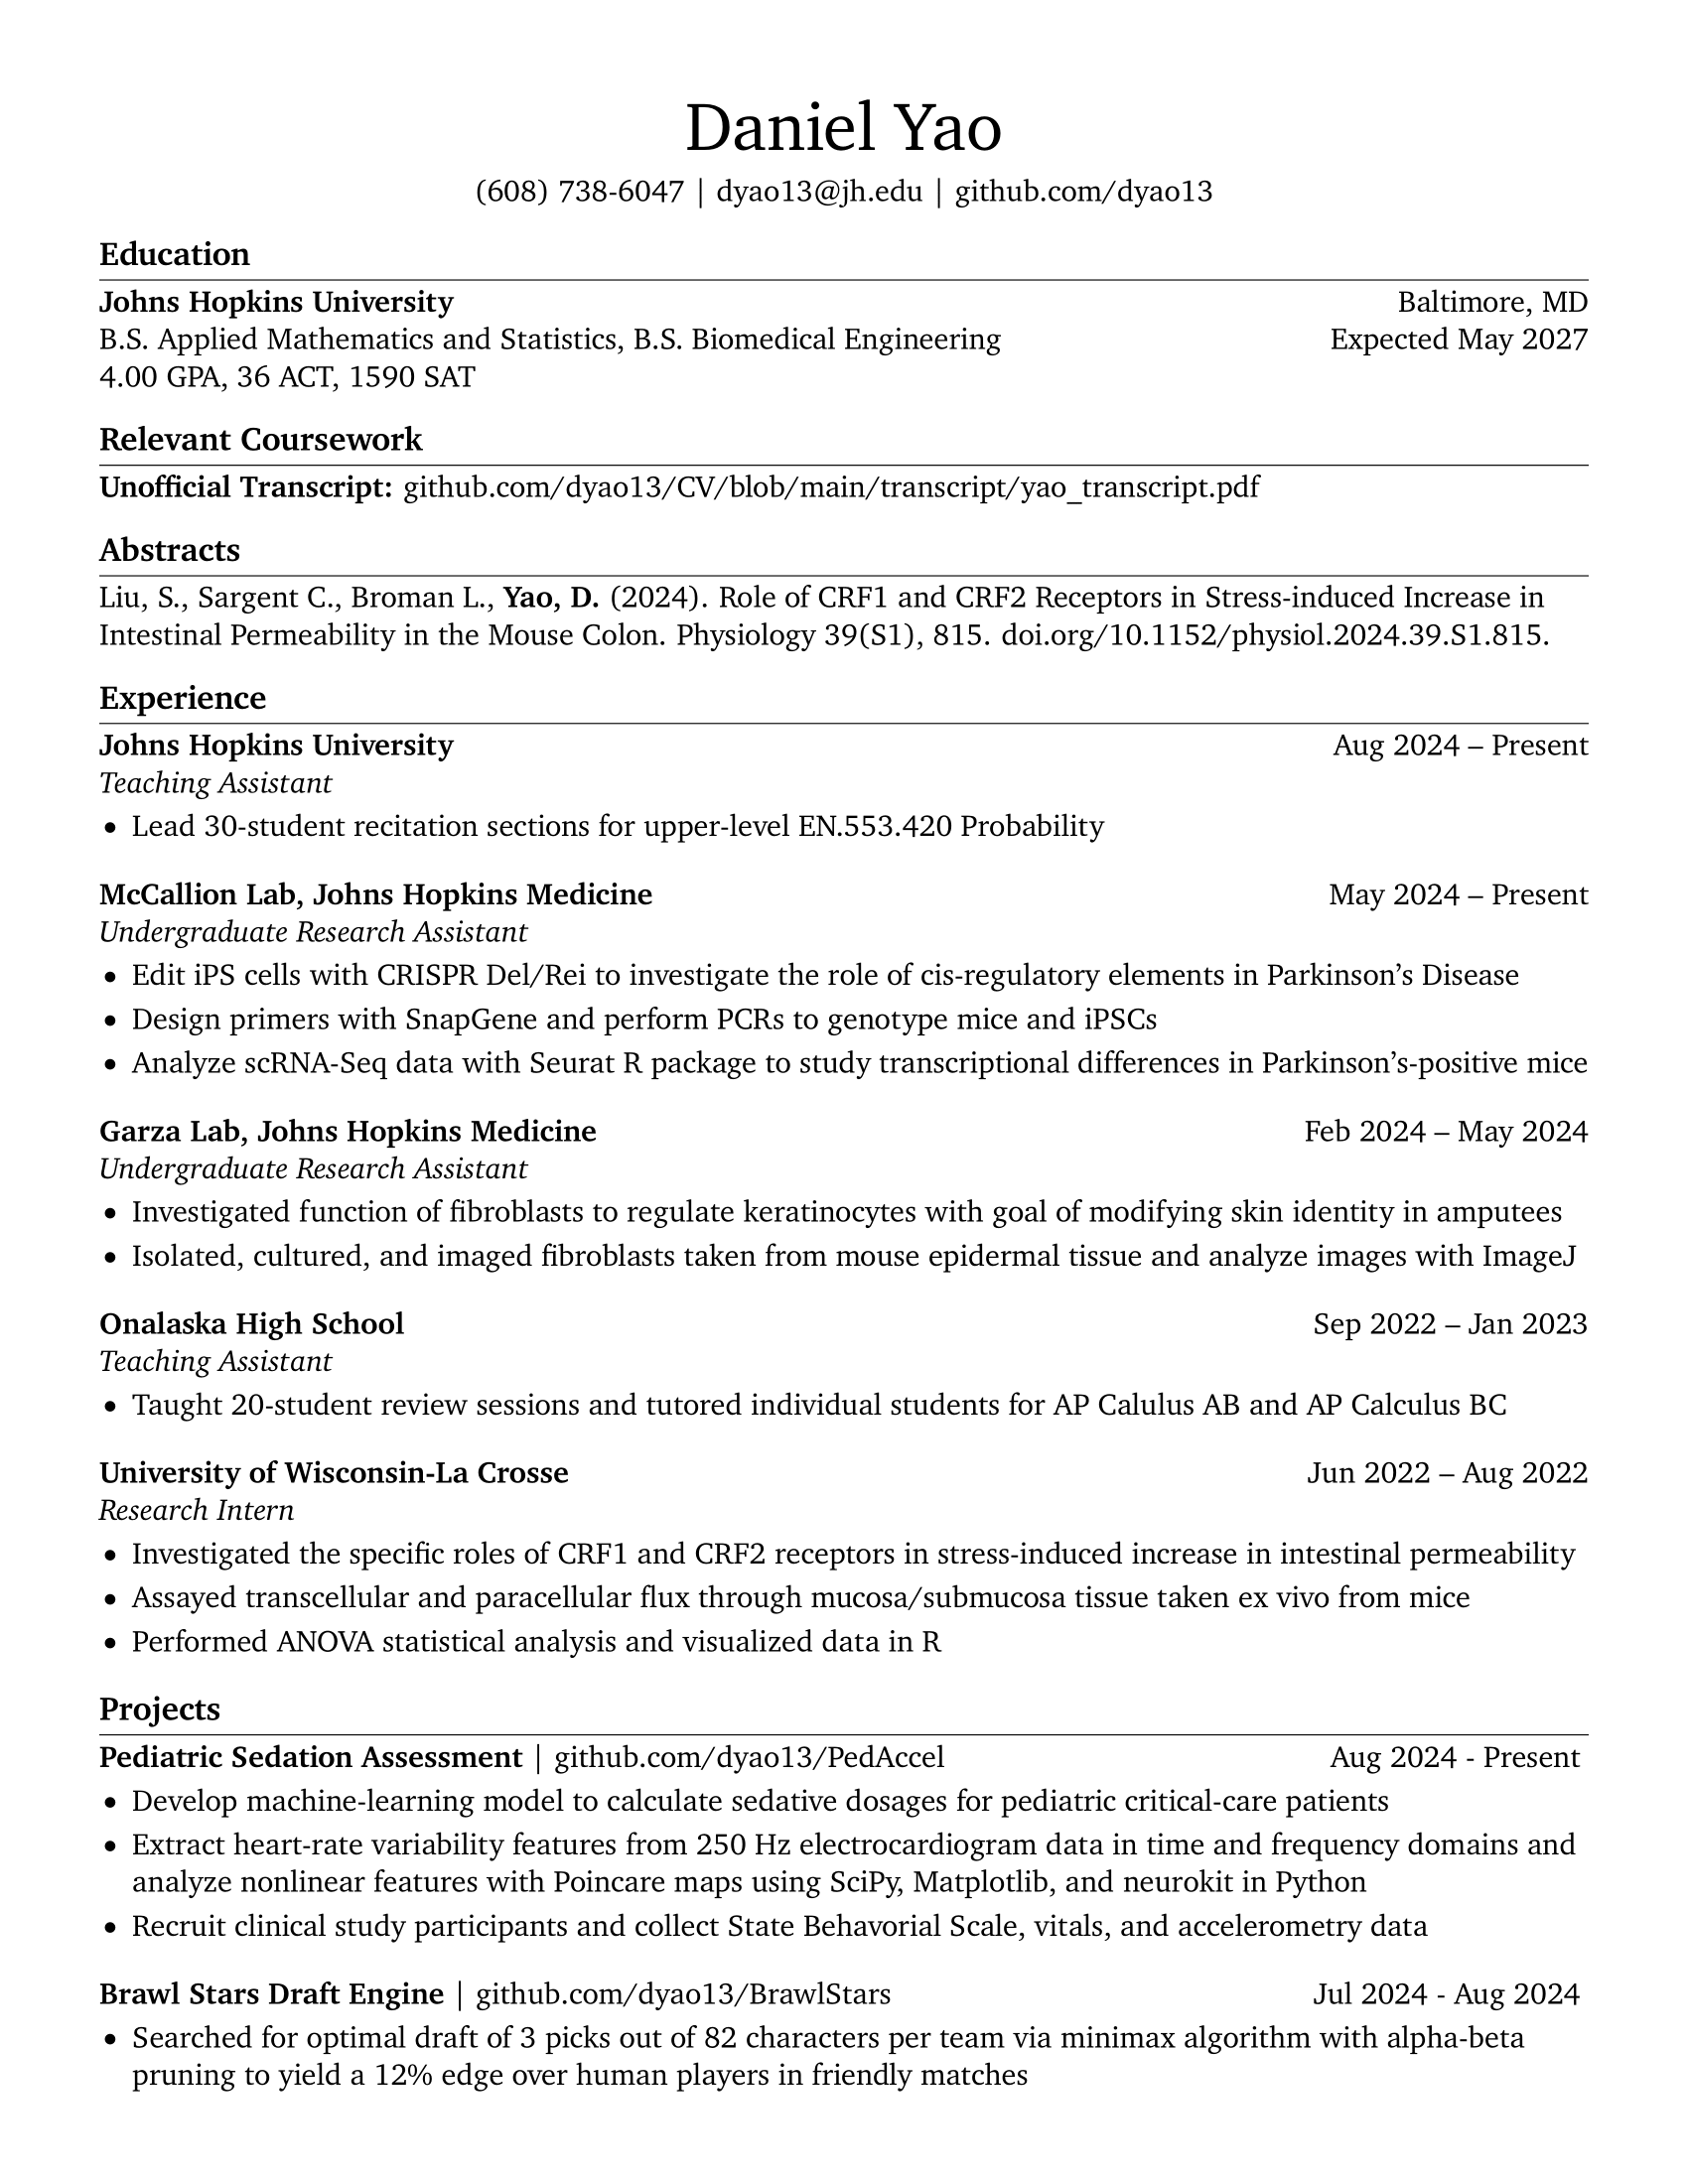 Daniel Yao
(608) 738-6047 | dyao13@jh.edu | github.com/dyao13
Education
Johns Hopkins University Baltimore, MD
B.S. Applied Mathematics and Statistics, B.S. Biomedical Engineering Expected May 2027
4.00 GPA, 36 ACT, 1590 SAT
Relevant Coursework
Unofficial Transcript: github.com/dyao13/CV/blob/main/transcript/yao_transcript.pdf
Abstracts
Liu, S., Sargent C., Broman L., Yao, D. (2024). Role of CRF1 and CRF2 Receptors in Stress-induced Increase in
Intestinal Permeability in the Mouse Colon. Physiology 39(S1), 815. doi.org/10.1152/physiol.2024.39.S1.815.
Experience
Johns Hopkins University Aug 2024 – Present
Teaching Assistant
• Lead 30-student recitation sections for upper-level EN.553.420 Probability
McCallion Lab, Johns Hopkins Medicine May 2024 – Present
Undergraduate Research Assistant
• Edit iPS cells with CRISPR Del/Rei to investigate the role of cis-regulatory elements in Parkinson’s Disease
• Design primers with SnapGene and perform PCRs to genotype mice and iPSCs
• Analyze scRNA-Seq data with Seurat R package to study transcriptional differences in Parkinson’s-positive mice
Garza Lab, Johns Hopkins Medicine Feb 2024 – May 2024
Undergraduate Research Assistant
• Investigated function of fibroblasts to regulate keratinocytes with goal of modifying skin identity in amputees
• Isolated, cultured, and imaged fibroblasts taken from mouse epidermal tissue and analyze images with ImageJ
Onalaska High School Sep 2022 – Jan 2023
Teaching Assistant
• Taught 20-student review sessions and tutored individual students for AP Calulus AB and AP Calculus BC
University of Wisconsin-La Crosse Jun 2022 – Aug 2022
Research Intern
• Investigated the specific roles of CRF1 and CRF2 receptors in stress-induced increase in intestinal permeability
• Assayed transcellular and paracellular flux through mucosa/submucosa tissue taken ex vivo from mice
• Performed ANOVA statistical analysis and visualized data in R
Projects
Pediatric Sedation Assessment | github.com/dyao13/PedAccel Aug 2024 - Present
• Develop machine-learning model to calculate sedative dosages for pediatric critical-care patients
• Extract heart-rate variability features from 250 Hz electrocardiogram data in time and frequency domains and
analyze nonlinear features with Poincare maps using SciPy, Matplotlib, and neurokit in Python
• Recruit clinical study participants and collect State Behavorial Scale, vitals, and accelerometry data
Brawl Stars Draft Engine | github.com/dyao13/BrawlStars Jul 2024 - Aug 2024
• Searched for optimal draft of 3 picks out of 82 characters per team via minimax algorithm with alpha-beta
pruning to yield a 12% edge over human players in friendly matches